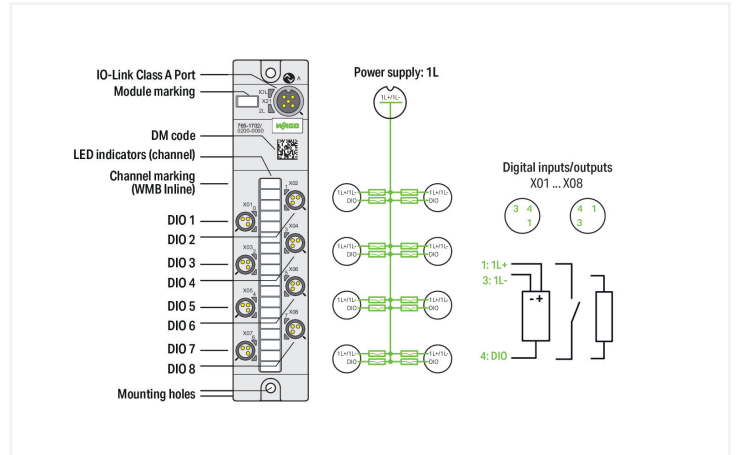 IO-Link Class A Port
Module marking
DM code
LED indicators (channel)
Channel marking
(WMB Inline)
DIO 1
DIO 2
DIO 3
DIO 4
DIO 5
DIO 6
DIO 7
DIO 8
Mounting holes
A
IOL
X21
2L
765-1702/
0200-0000
WAGO
X02
1
X01
0
X04
X03
2
X06
X05
4
X08
X07
Power supply: 1L
1L+/1L-
1L+/1L- 1L+/1L-
DIO DIO
1L+/1L- 1L+/1L-
DIO DIO
1L+/1L- 1L+/1L-
DIO DIO
1L+/1L- 1L+/1L-
DIO DIO
Digital inputs/outputs
X01 ... X08
3 4
1
4 1
3
1: 1L+
3: 1L-
- +
4: DIO